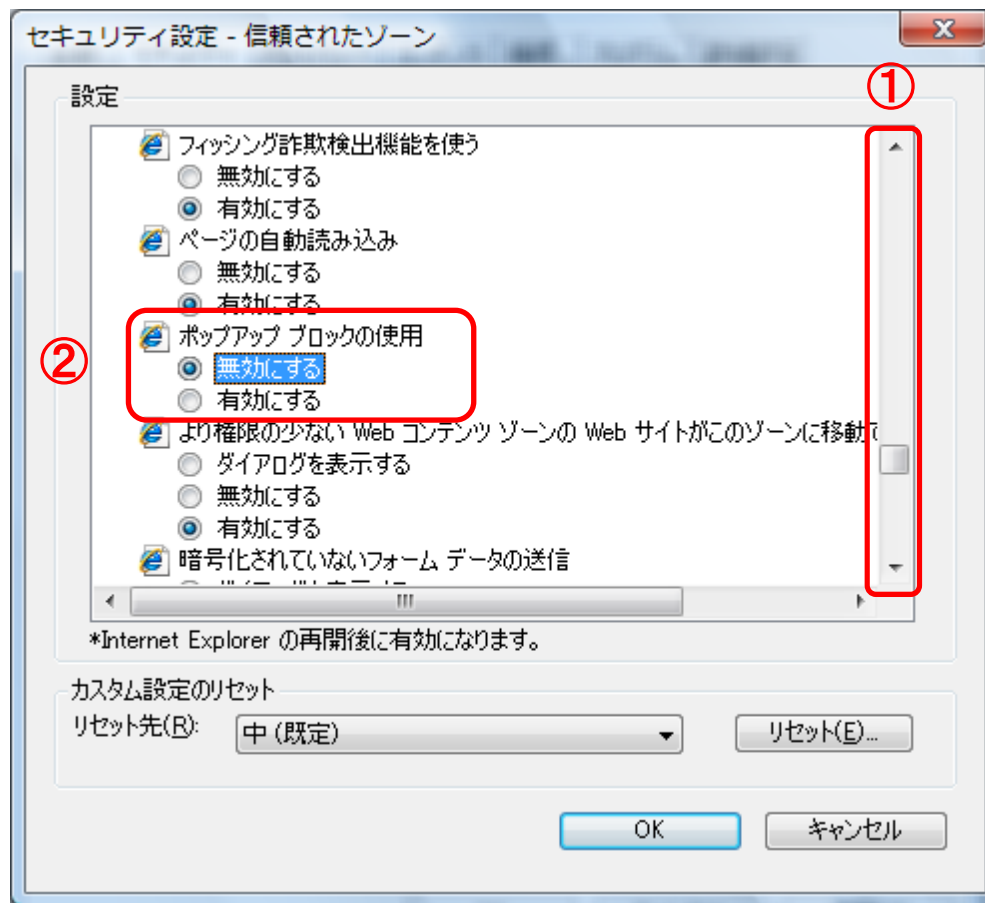 セキュリティ設定 - 信頼されたゾーン
①
設定
フィッシング詐欺検出機能を使う
無効にする
有効にする
ページの自動読み込み
無効にする
有効にする
②
ポップアップ ブロックの使用
無効にする
有効にする
より権限の少ない Web コンテンツ ゾーンの Web サイトがこのゾーンに移動で
ダイアログを表示する
無効にする
有効にする
暗号化されていないフォーム データの送信
*Internet Explorer の再開後に有効になります。
カスタム設定のリセット
リセット先(R): 中 (既定) リセット(E)...
OK キャンセル